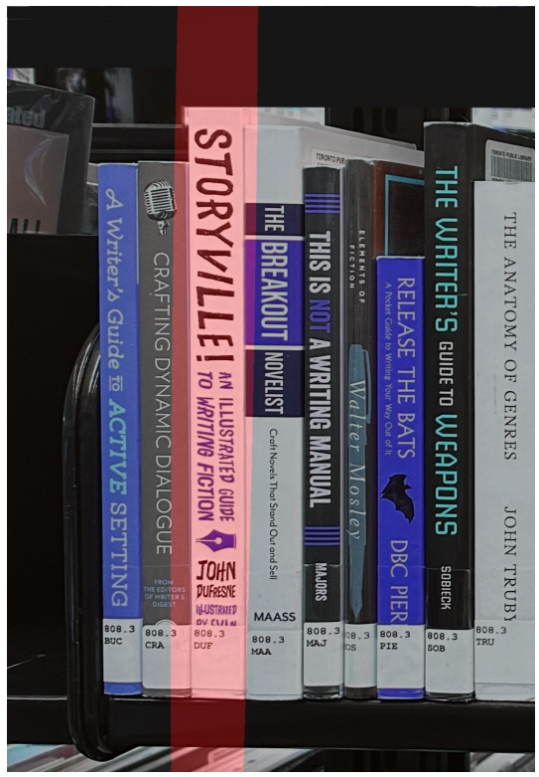 ated
A Writer's Guide to ACTIVE SETTING
808.3
BUC
CRAFTING DYNAMIC DIALOGUE
FROM
THE EDITORS
OF WRITER'S
DIGEST
808.3
CRA
STORYVILLE!
AN ILLUSTRATED GUIDE
TO WRITING FICTION
JOHN
DUFRESNE
ILLUSTRATED
BY EVAN
808.3
DUF
THE BREAKOUT NOVELIST
Craft Novels That Stand Out and Sell
MAASS
808.3
MAA
TORONTO PUB
THIS IS NOT A WRITING MANUAL
MAJORS
808.3
MAJ
ELEMENTS OF
FICTION
Walter Mosley
08.3
OS
RELEASE THE BATS
A Pocket Guide to Writing Your Way Out of It
DBC PIER
808.3
PIE
THE WRITER'S GUIDE TO WEAPONS
SOBIECK
808.3
SOB
TORONTO PUBLIC LIBRARY
THE ANATOMY OF GENRES
JOHN TRUBY
808.3
TRU